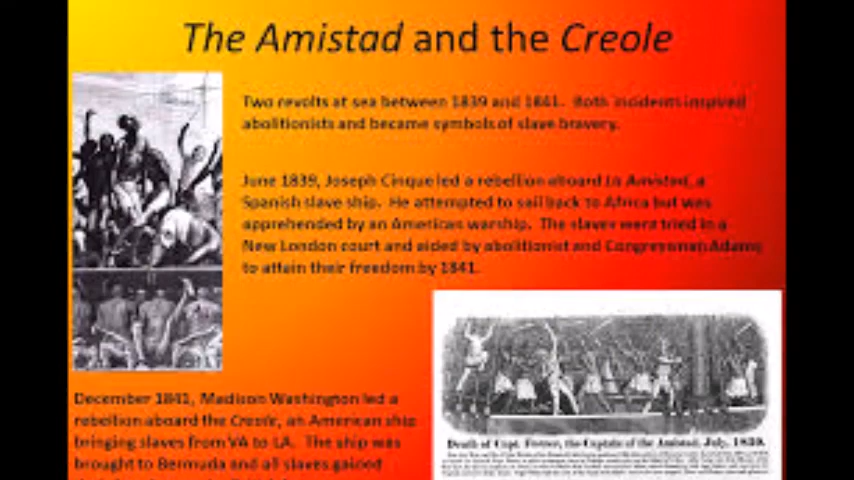 The Amistad and the Creole
Two revolts at sea between 1839 and 1841. Both incidents inspired
abolitionists and became symbols of slave bravery.
June 1839, Joseph Cinque led a rebellion aboard La Amistad, a
Spanish slave ship. He attempted to sail back to Africa but was
apprehended by an American warship. The slaves were tried in a
New London court and aided by abolitionist and Congressman Adams
to attain their freedom by 1841.
December 1841, Madison Washington led a
rebellion aboard the Creole, an American ship
bringing slaves from VA to LA. The ship was
brought to Bermuda and all slaves gained
Death of Capt. Ferrer, the Captain of the Amistad, July, 1839.